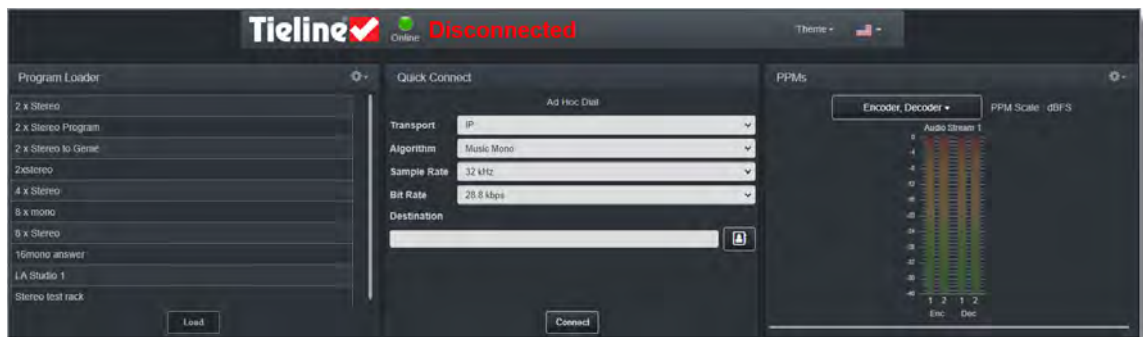 Tieline
Online
Disconnected
Theme
Program Loader
2 x Stereo
2 x Stereo Program
2 x Stereo to Genie
2xstereo
4 x Stereo
6 x mono
6 x Stereo
16mono answer
LA Studio 1
Stereo test rack
Load
Quick Connect
Ad Hoc Dial
Transport IP
Algorithm Music Mono
Sample Rate 32 kHz
Bit Rate 28.8 kbps
Destination
Connect
PPMs
Encoder, Decoder PPM Scale : dBFS
Audio Stream 1
0
1 2 1 2
Enc Dec